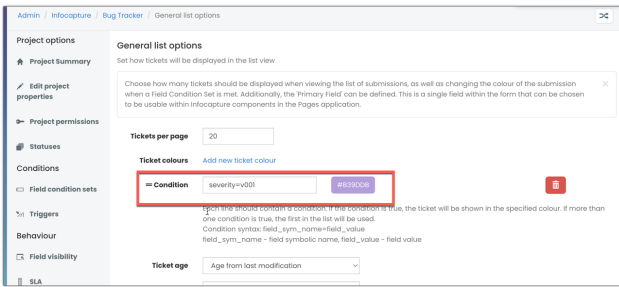 Admin / Infocapture / Bug Tracker / General list options
Project options
Project Summary
Edit project
properties
Project permissions
Statuses
Conditions
Field condition sets
Triggers
Behaviour
Field visibility
SLA
General list options
Set how tickets will be displayed in the list view
Choose how many tickets should be displayed when viewing the list of submissions, as well as changing the colour of the submission
when a Field Condition Set is met. Additionally, the 'Primary Field' can be defined. This is a single field within the form that can be chosen
to be usable within Infocapture components in the Pages application.
Tickets per page
20
Ticket colours
Add new ticket colour
Condition
severity=v001
#B39DDB
Each line should contain a condition. If the condition is true, the ticket will be shown in the specified colour. If more than
one condition is true, the first in the list will be used.
Condition syntax: field_sym_name=field_value
field_sym_name - field symbolic name, field_value - field value
Ticket age
Age from last modification